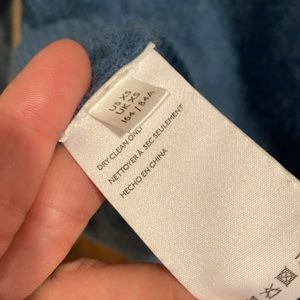 US XS
UK XS
164 / 84A
DRY CLEAN ONLY
NETTOYER À SEC SEULEMENT
HECHO EN CHINA